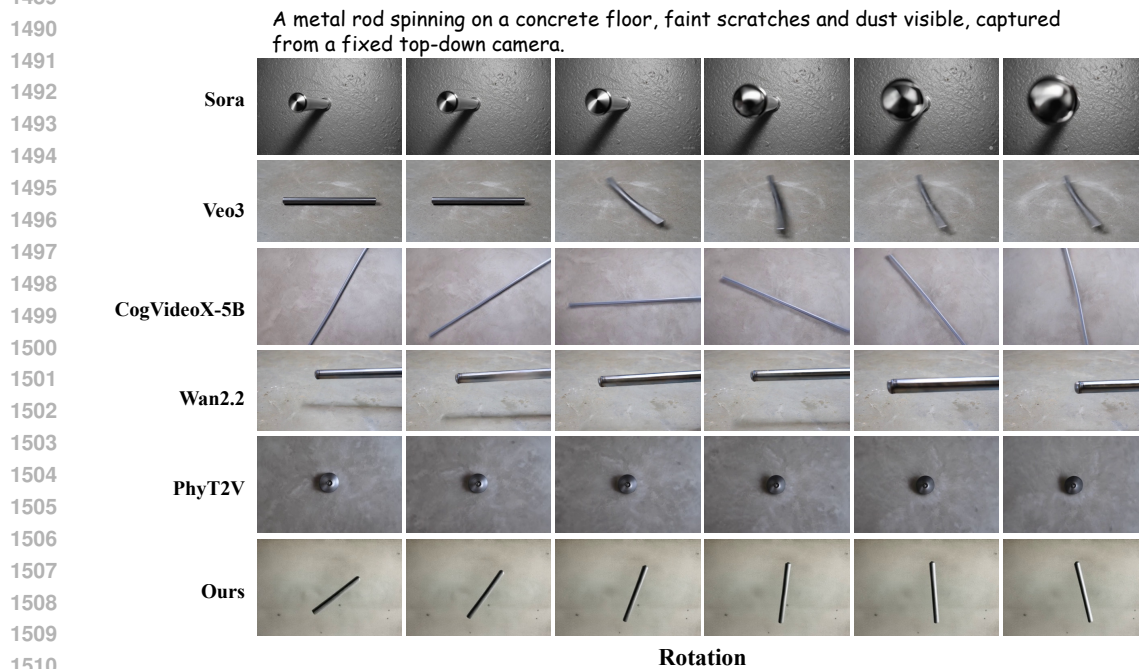 1489
1490
A metal rod spinning on a concrete floor, faint scratches and dust visible, captured
from a fixed top-down camera.
1491
1492
Sora
1493
1494
1495
Veo3
1496
1497
1498
CogVideoX-5B
1499
1500
1501
Wan2.2
1502
1503
1504
PhyT2V
1505
1506
1507
Ours
1508
1509
Rotation
1510